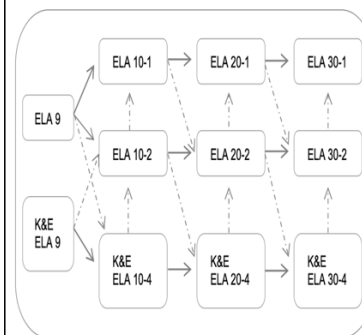 ELA 10-1
ELA 20-1
ELA 30-1
ELA 9
ELA 10-2
ELA 20-2
ELA 30-2
K&E
ELA 9
K&E
ELA 10-4
K&E
ELA 20-4
K&E
ELA 30-4